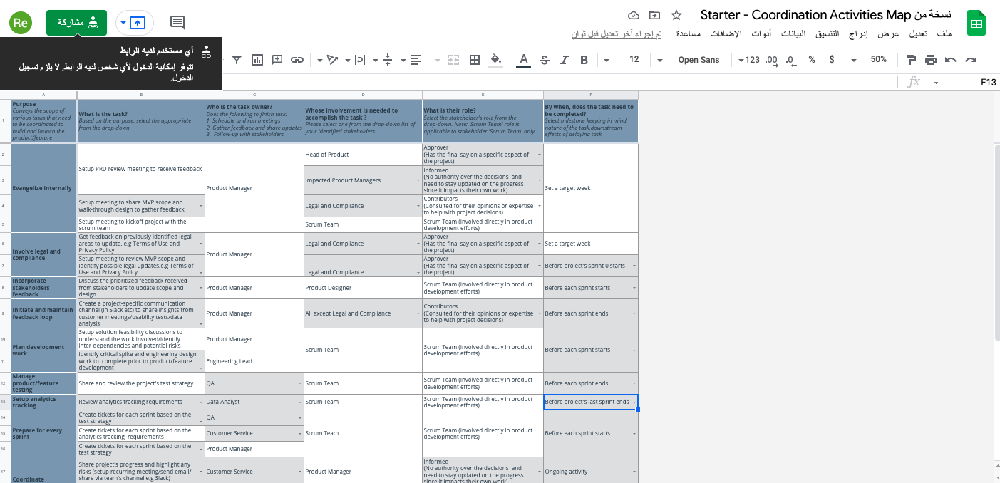 Re
مشاركة
نسخة من Starter - Coordination Activities Map
ملف تعديل عرض إدراج التنسيق البيانات أدوات الإضافات مساعدة تم إجراء آخر تعديل قبل ثوانٍ
أي مستخدم لديه الرابط
تتوفر إمكانية الدخول لأي شخص لديه الرابط. لا يلزم تسجيل
الدخول.
12 Open Sans 123 .00 .0 % $ 50%
fx F13
A B C D E F
1
Purpose
Conveys the scope of
various tasks that need
to be coordinated to
build and launch the
product/feature
What is the task?
Based on the purpose, select the appropriate
from the drop-down
Who is the task owner?
Does the following to finish task:
1. Schedule and run meetings
2. Gather feedback and share updates
3. Follow-up with stakeholders
Whose involvement is needed to
accomplish the task ?
Please select one from the drop-down list of
your identified stakeholders
What is their role?
Select the stakeholder's role from the
drop-down. Note: 'Scrum Team' role is
applicable to stakeholder 'Scrum Team' only
By when, does the task need to
be completed?
Select milestone keeping in mind
nature of the task,downstream
effects of delaying task
2
Evangelize internally
Setup PRD review meeting to receive feedback
Product Manager
Head of Product
Approver
(Has the final say on a specific aspect of
the project)
Set a target week
3
Impacted Product Managers
Informed
(No authority over the decisions and
need to stay updated on the progress
since it impacts their own work)
4
Setup meeting to share MVP scope and
walk-through design to gather feedback
Legal and Compliance
Contributors
(Consulted for their opinions or expertise
to help with project decisions)
5
Setup meeting to kickoff project with the
scrum team
Scrum Team
Scrum Team (involved directly in product
development efforts)
6
Involve legal and
compliance
Get feedback on previously identified legal
areas to update. e.g Terms of Use and
Privacy Policy
Product Manager
Legal and Compliance
Approver
(Has the final say on a specific aspect of
the project)
Set a target week
7
Setup meeting to review MVP scope and
identify possible legal updates.e.g Terms of
Use and Privacy Policy
Legal and Compliance
Approver
(Has the final say on a specific aspect of
the project)
Before project's sprint 0 starts
8
Incorporate
stakeholders
feedback
Discuss the prioritized feedback received
from stakeholders to update scope and
design
Product Manager
Product Designer
Scrum Team (involved directly in product
development efforts)
Before each sprint starts
9
Initiate and maintain
feedback loop
Create a project-specific communication
channel (in Slack etc) to share insights from
customer meetings/usability tests/data
analysis
Product Manager
All except Legal and Compliance
Contributors
(Consulted for their opinions or expertise
to help with project decisions)
Before each sprint ends
10
Plan development
work
Setup solution feasibility discussions to
understand the work involved/identify
inter-dependencies and potential risks
Product Manager
Scrum Team
Scrum Team (involved directly in product
development efforts)
Before each sprint starts
11
Identify critical spike and engineering design
work to complete prior to product/feature
development
Engineering Lead
12
Manage
product/feature
testing
Share and review the project's test strategy
QA
Scrum Team
Scrum Team (involved directly in product
development efforts)
Before each sprint ends
13
Setup analytics
tracking
Review analytics tracking requirements
Data Analyst
Scrum Team
Scrum Team (involved directly in product
development efforts)
Before project's last sprint ends
14
Prepare for every
sprint
Create tickets for each sprint based on the
test strategy
QA
Scrum Team
Scrum Team (involved directly in product
development efforts)
Before each sprint starts
15
Create tickets for each sprint based on the
analytics tracking requirements
Customer Service
16
Create tickets for each sprint based on the
test strategy
Product Manager
17
Coordinate
Share project's progress and highlight any
risks (setup recurring meeting/send email/
share via team's channel e.g Slack)
Customer Service
Product Manager
Informed
(No authority over the decisions and
need to stay updated on the progress
since it impacts their own work)
Ongoing activity